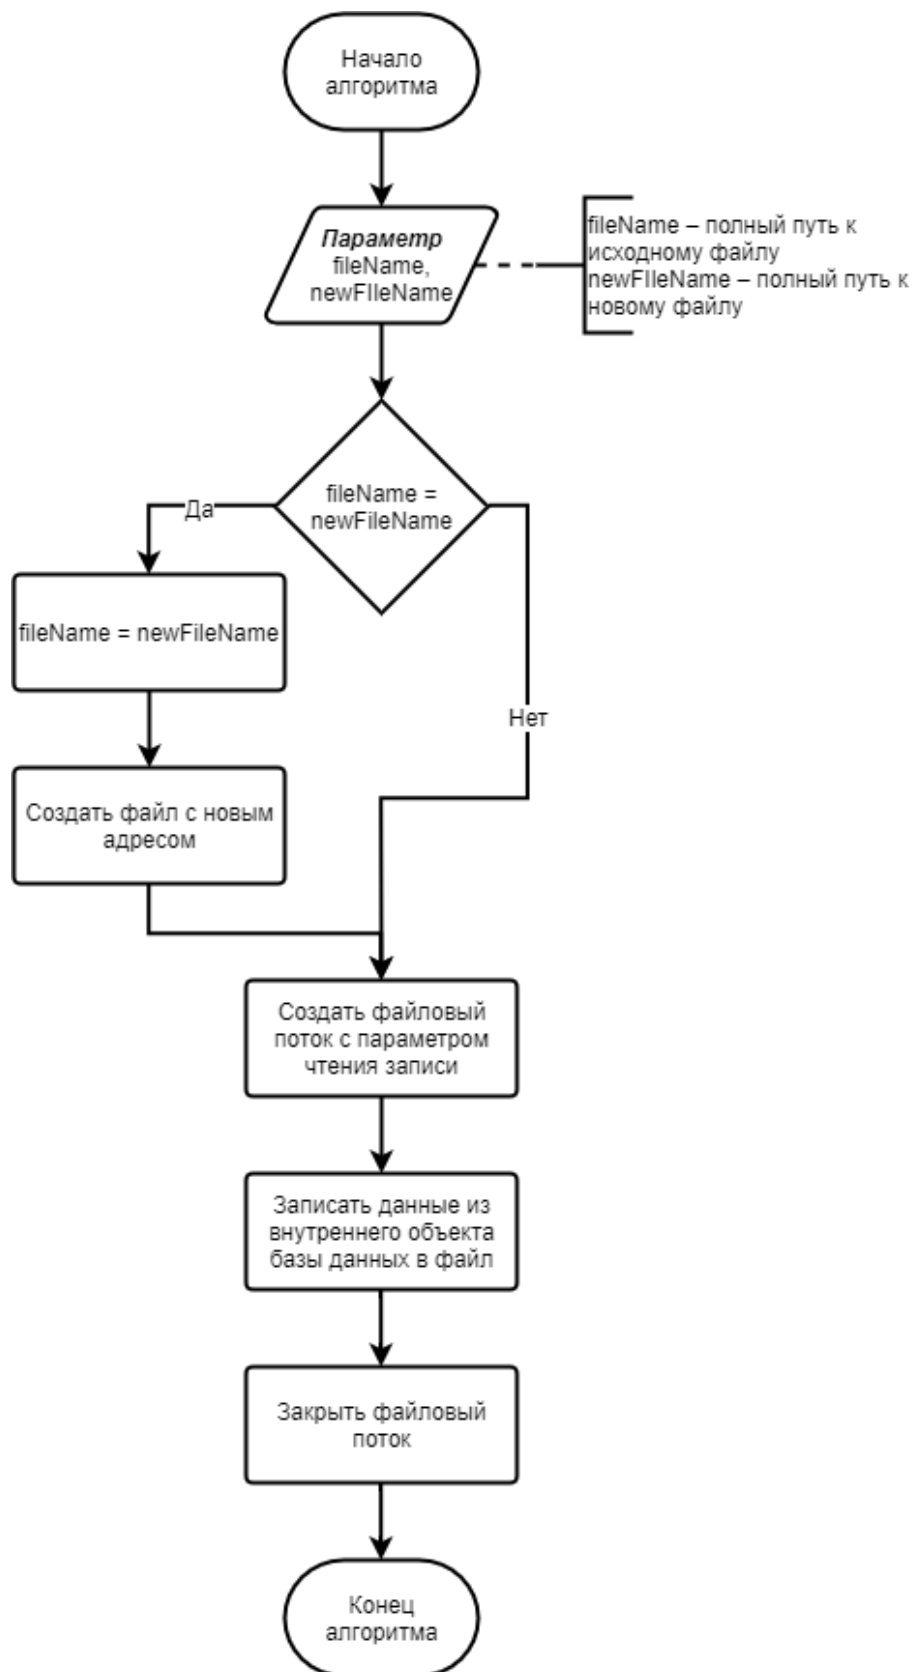 Начало
алгоритма
Параметр
fileName,
newFIleName
fileName – полный путь к
исходному файлу
newFIleName – полный путь к
новому файлу
fileName =
newFileName
Да
fileName = newFileName
Нет
Создать файл с новым
адресом
Создать файловый
поток с параметром
чтения записи
Записать данные из
внутреннего объекта
базы данных в файл
Закрыть файловый
поток
Конец
алгоритма